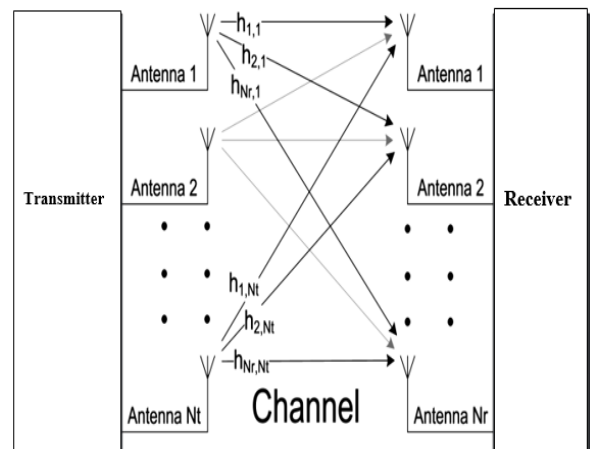 h1,1
h2,1
hNr,1
Antenna 1
Antenna 1
Transmitter
Antenna 2
Antenna 2
Receiver
h1,Nt
h2,Nt
hNr,Nt
Channel
Antenna Nt
Antenna Nr